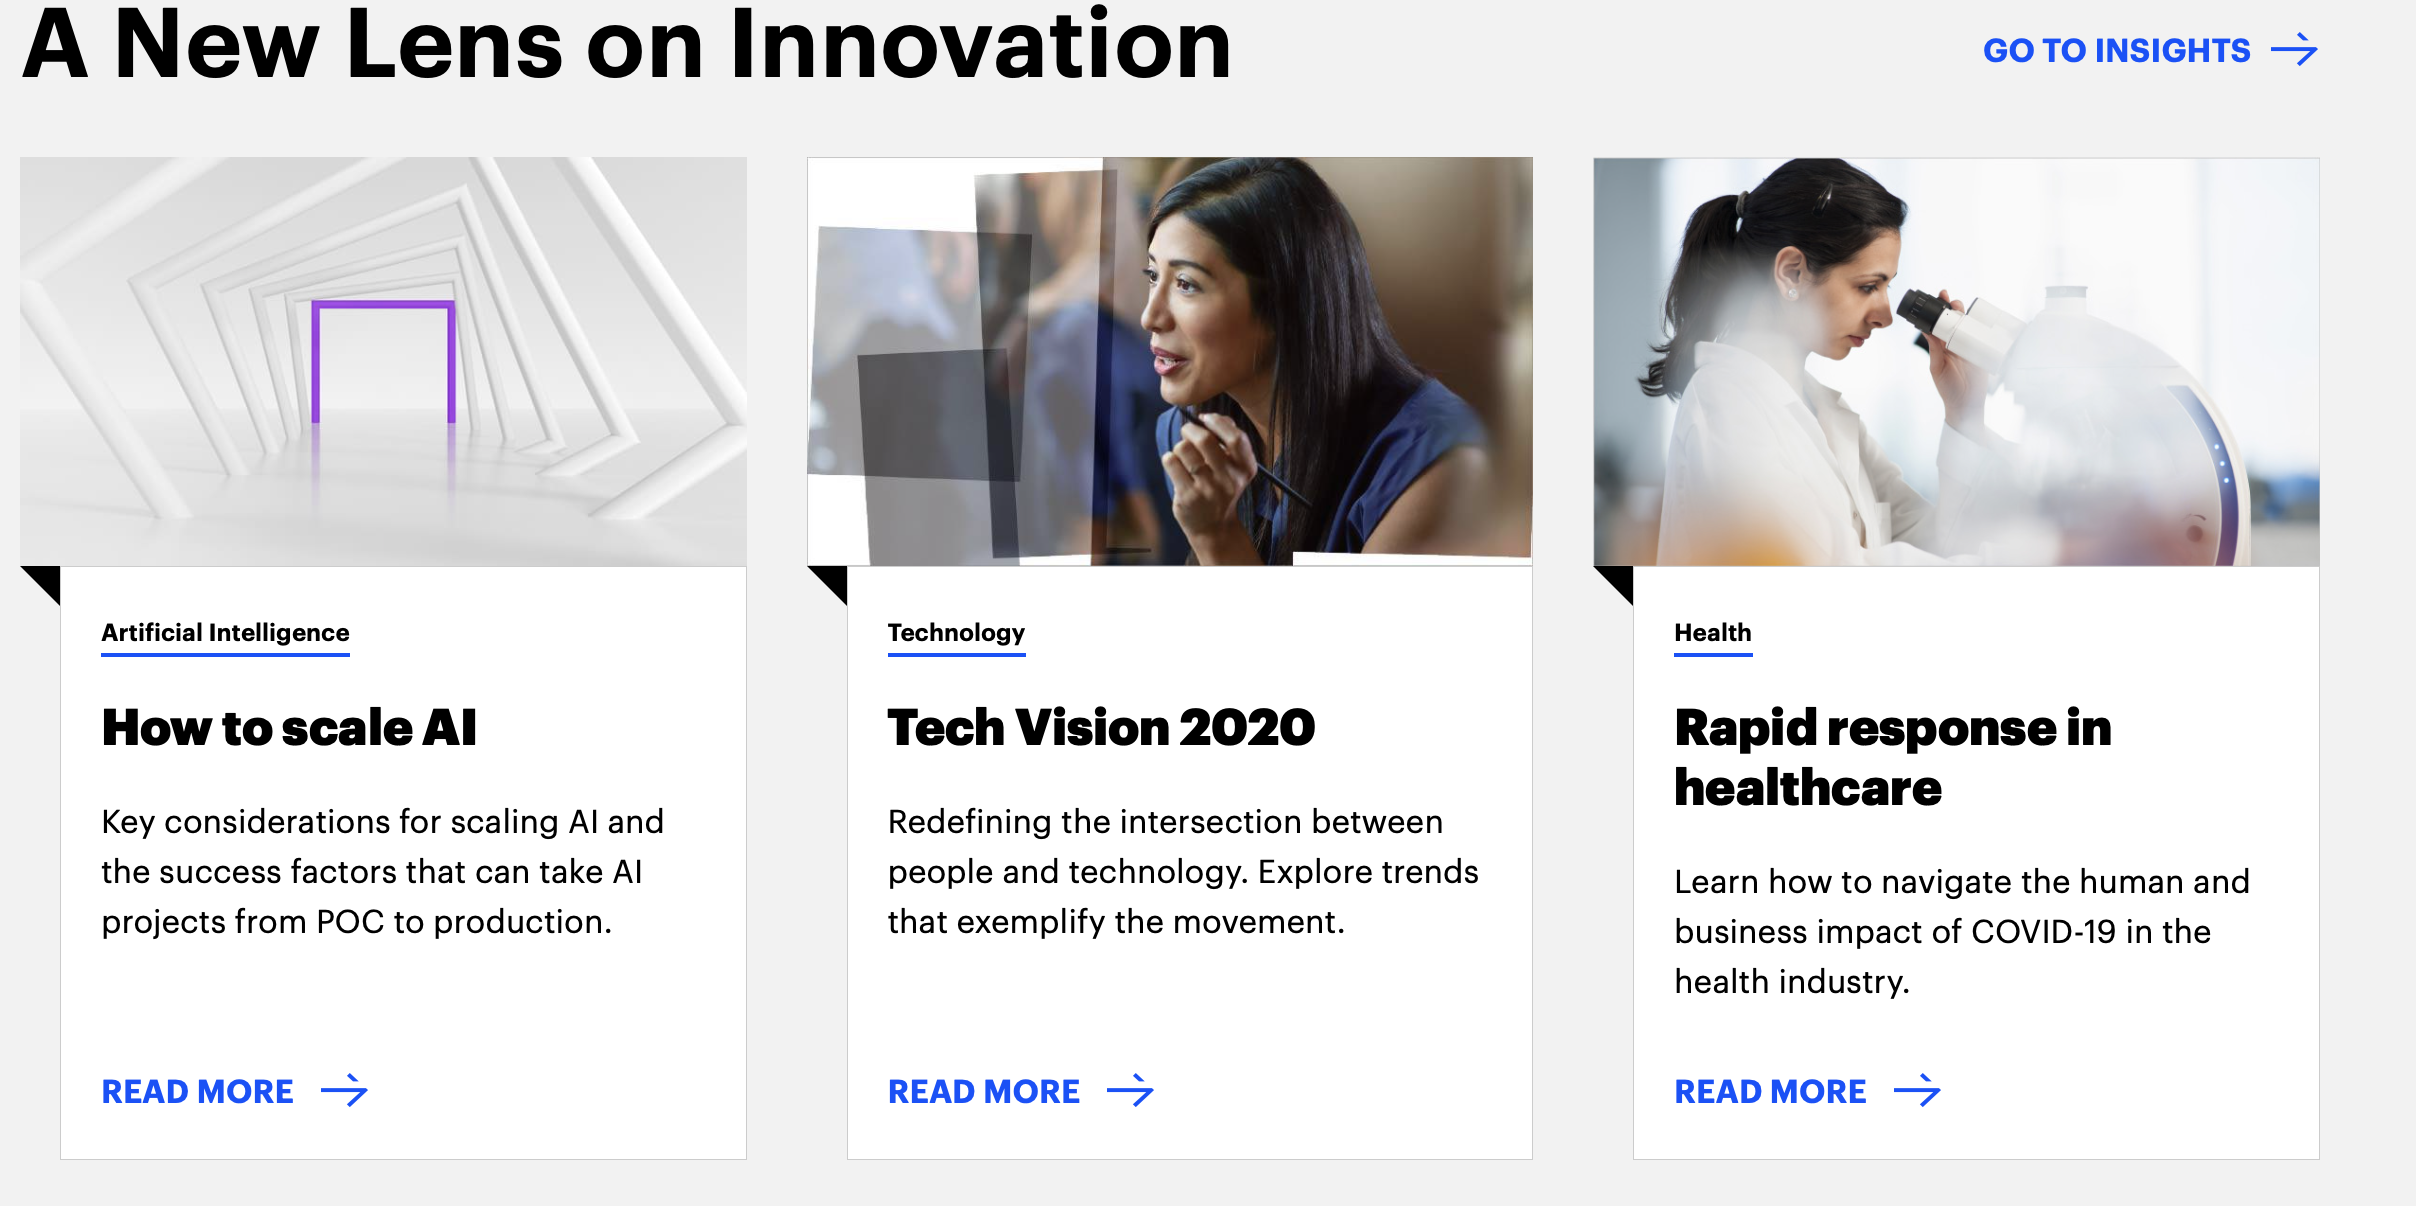 A New Lens on Innovation
GO TO INSIGHTS
Artificial Intelligence
How to scale AI
Key considerations for scaling AI and
the success factors that can take AI
projects from POC to production.
READ MORE
Technology
Tech Vision 2020
Redefining the intersection between
people and technology. Explore trends
that exemplify the movement.
READ MORE
Health
Rapid response in
healthcare
Learn how to navigate the human and
business impact of COVID-19 in the
health industry.
READ MORE